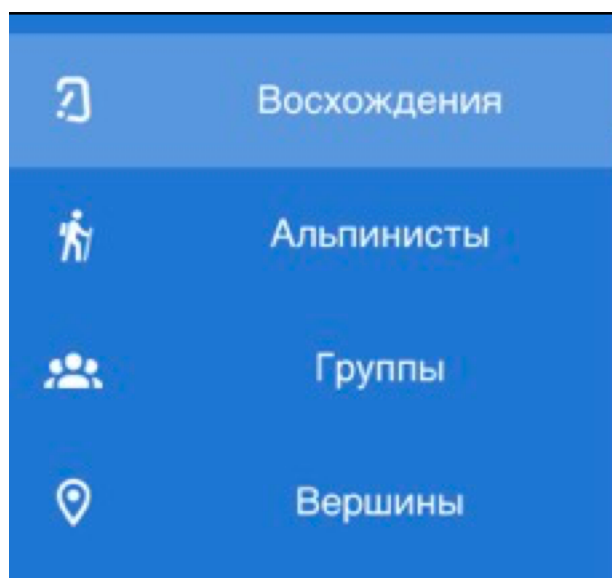 Восхождения
Альпинисты
Группы
Вершины